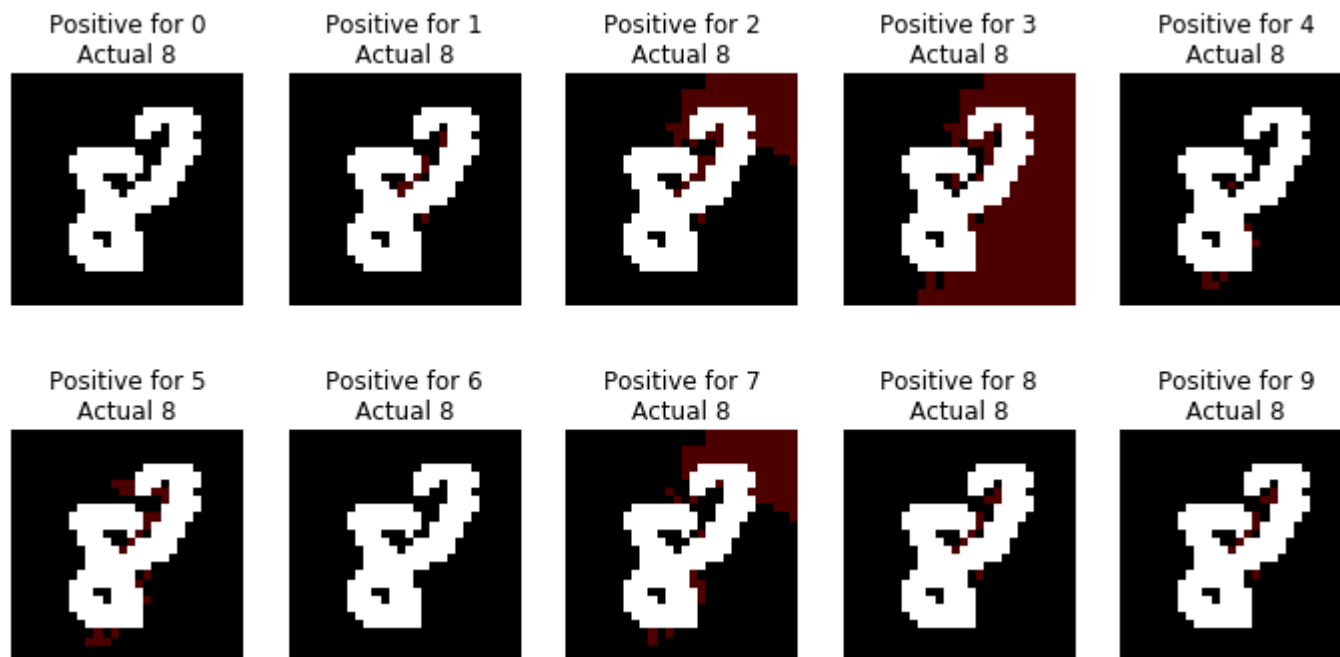 Positive for 0
Actual 8
Positive for 1
Actual 8
Positive for 2
Actual 8
Positive for 3
Actual 8
Positive for 4
Actual 8
Positive for 5
Actual 8
Positive for 6
Actual 8
Positive for 7
Actual 8
Positive for 8
Actual 8
Positive for 9
Actual 8